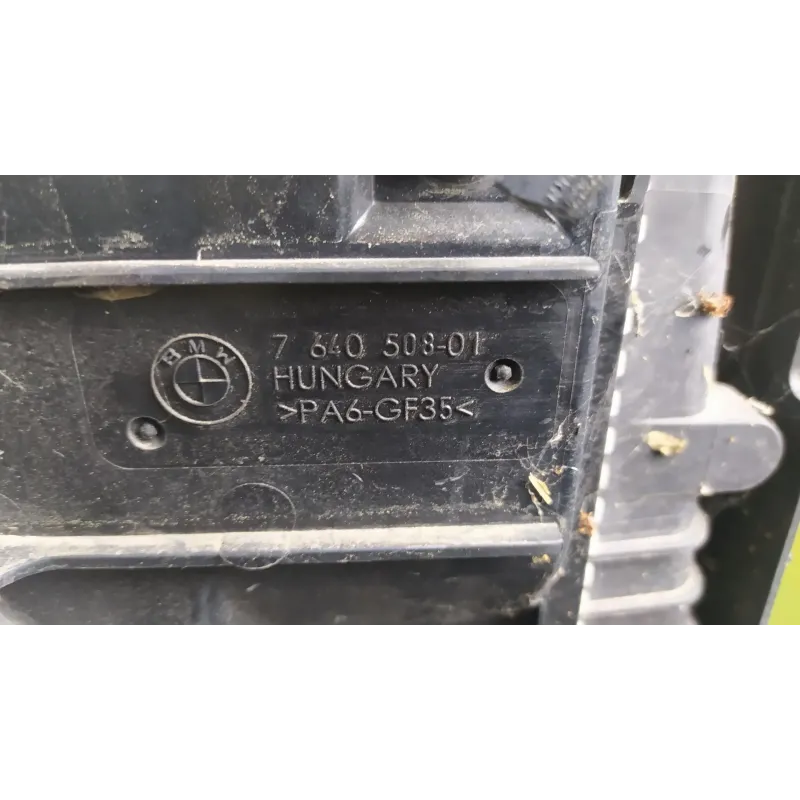 BMW
7 640 508-01
HUNGARY
>PA6-GF35<